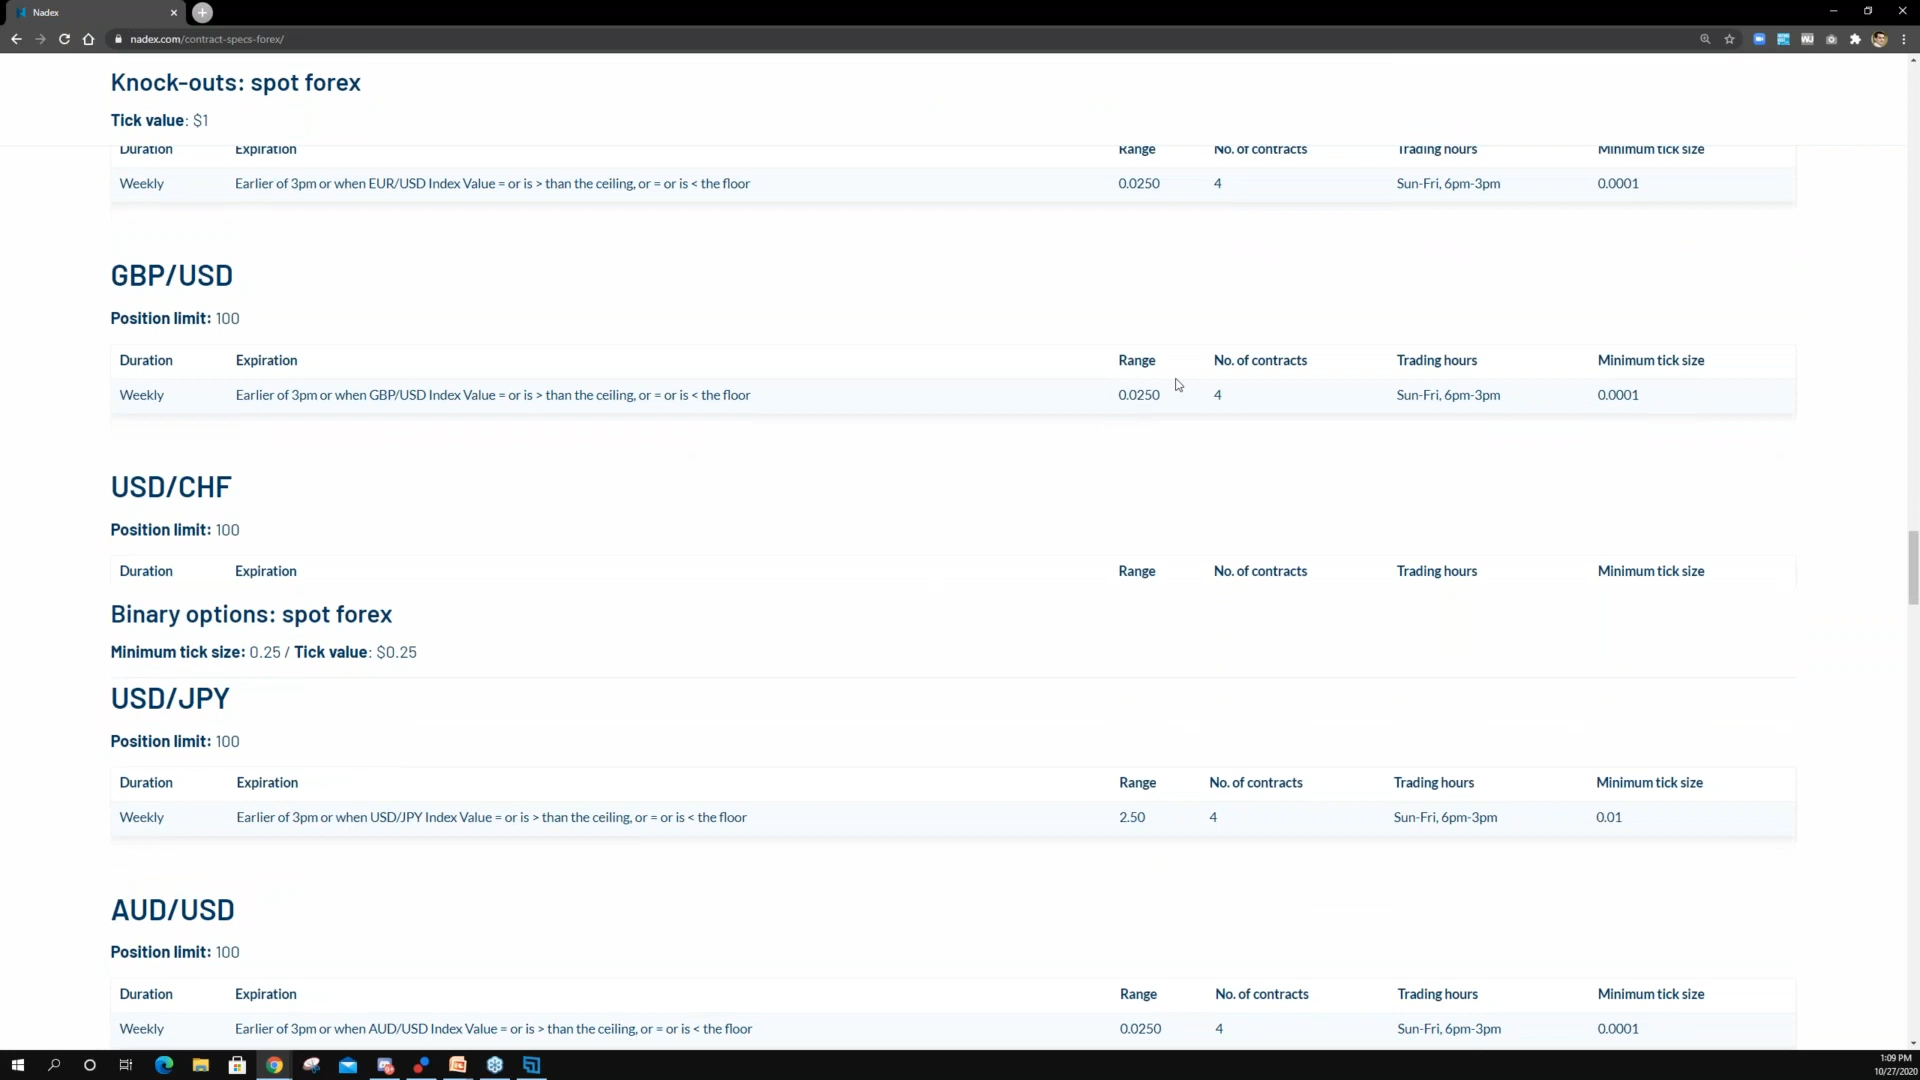 Nadex
nadex.com/contract-specs-forex/
Knock-outs: spot forex
Tick value: $1
Duration Expiration Range No. of contracts Trading hours Minimum tick size
Weekly Earlier of 3pm or when EUR/USD Index Value = or is > than the ceiling, or = or is < the floor 0.0250 4 Sun-Fri, 6pm-3pm 0.0001
GBP/USD
Position limit: 100
Duration Expiration Range No. of contracts Trading hours Minimum tick size
Weekly Earlier of 3pm or when GBP/USD Index Value = or is > than the ceiling, or = or is < the floor 0.0250 4 Sun-Fri, 6pm-3pm 0.0001
USD/CHF
Position limit: 100
Duration Expiration Range No. of contracts Trading hours Minimum tick size
Binary options: spot forex
Minimum tick size: 0.25 / Tick value: $0.25
USD/JPY
Position limit: 100
Duration Expiration Range No. of contracts Trading hours Minimum tick size
Weekly Earlier of 3pm or when USD/JPY Index Value = or is > than the ceiling, or = or is < the floor 2.50 4 Sun-Fri, 6pm-3pm 0.01
AUD/USD
Position limit: 100
Duration Expiration Range No. of contracts Trading hours Minimum tick size
Weekly Earlier of 3pm or when AUD/USD Index Value = or is > than the ceiling, or = or is < the floor 0.0250 4 Sun-Fri, 6pm-3pm 0.0001
1:09 PM
10/27/2020